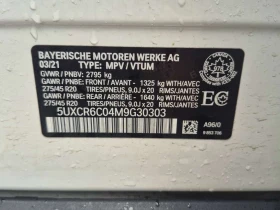 BAYERISCHE MOTOREN WERKE AG
03/21 TYPE: MPV / VTUM
GVWR / PNBV: 2795 kg
GAWR / PNBE: FRONT / AVANT - 1325 kg WITH/AVEC
275/45 R20 TIRES/PNEUS, 9.0J x 20 RIMS/JANTES
GAWR / PNBE: REAR / ARRIERE - 1640 kg WITH/AVEC
275/45 R20 TIRES/PNEUS, 9.0J x 20 RIMS/JANTES
5UXCR6C04M9G30303
EC
A96/0